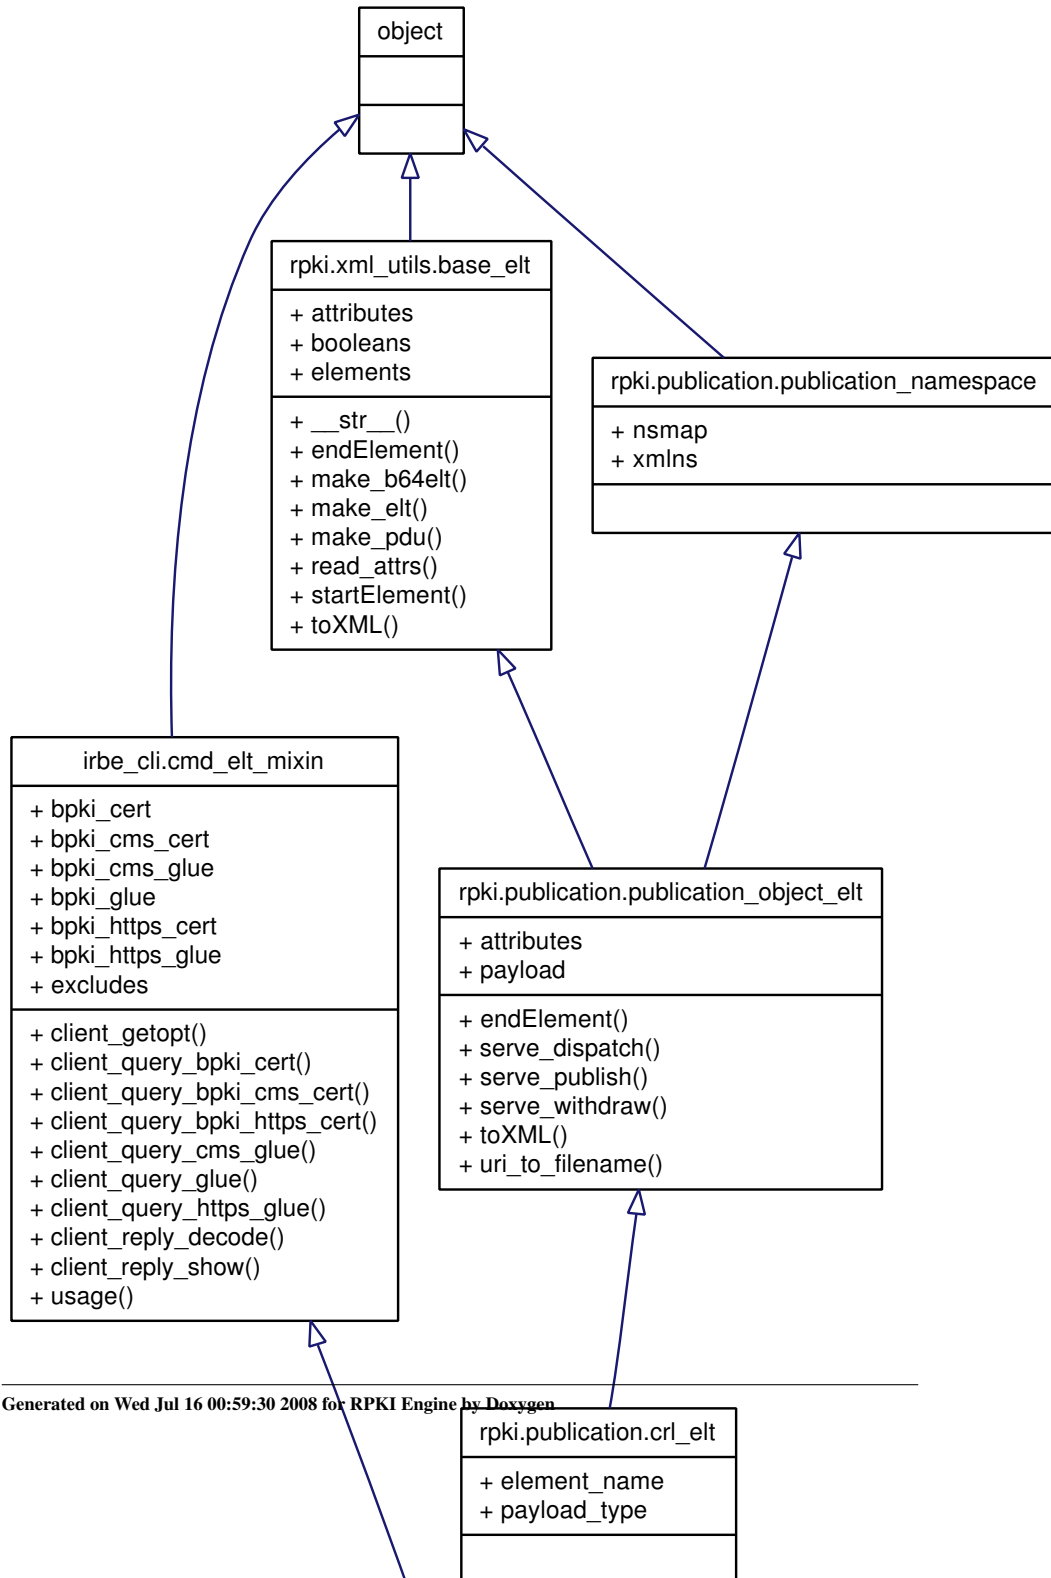 object
rpki.xml_utils.base_elt
+ attributes
+ booleans
+ elements
+ __str__()
+ endElement()
+ make_b64elt()
+ make_elt()
+ make_pdu()
+ read_attrs()
+ startElement()
+ toXML()
rpki.publication.publication_namespace
+ nsmap
+ xmlns
irbe_cli.cmd_elt_mixin
+ bpki_cert
+ bpki_cms_cert
+ bpki_cms_glue
+ bpki_glue
+ bpki_https_cert
+ bpki_https_glue
+ excludes
+ client_getopt()
+ client_query_bpki_cert()
+ client_query_bpki_cms_cert()
+ client_query_bpki_https_cert()
+ client_query_cms_glue()
+ client_query_glue()
+ client_query_https_glue()
+ client_reply_decode()
+ client_reply_show()
+ usage()
rpki.publication.publication_object_elt
+ attributes
+ payload
+ endElement()
+ serve_dispatch()
+ serve_publish()
+ serve_withdraw()
+ toXML()
+ uri_to_filename()
Generated on Wed Jul 16 00:59:30 2008 for RPKI Engine by Doxygen
rpki.publication.crl_elt
+ element_name
+ payload_type